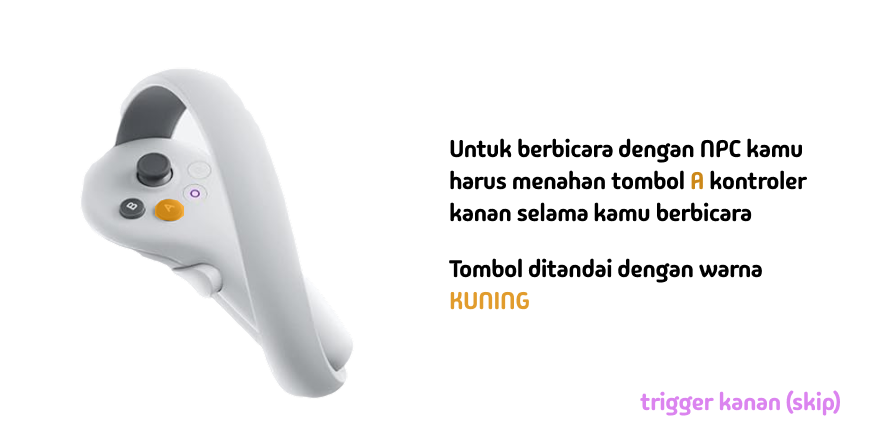 Untuk berbicara dengan NPC kamu
harus menahan tombol A kontroler
kanan selama kamu berbicara
Tombol ditandai dengan warna
KUNING
B
A
trigger kanan (skip)